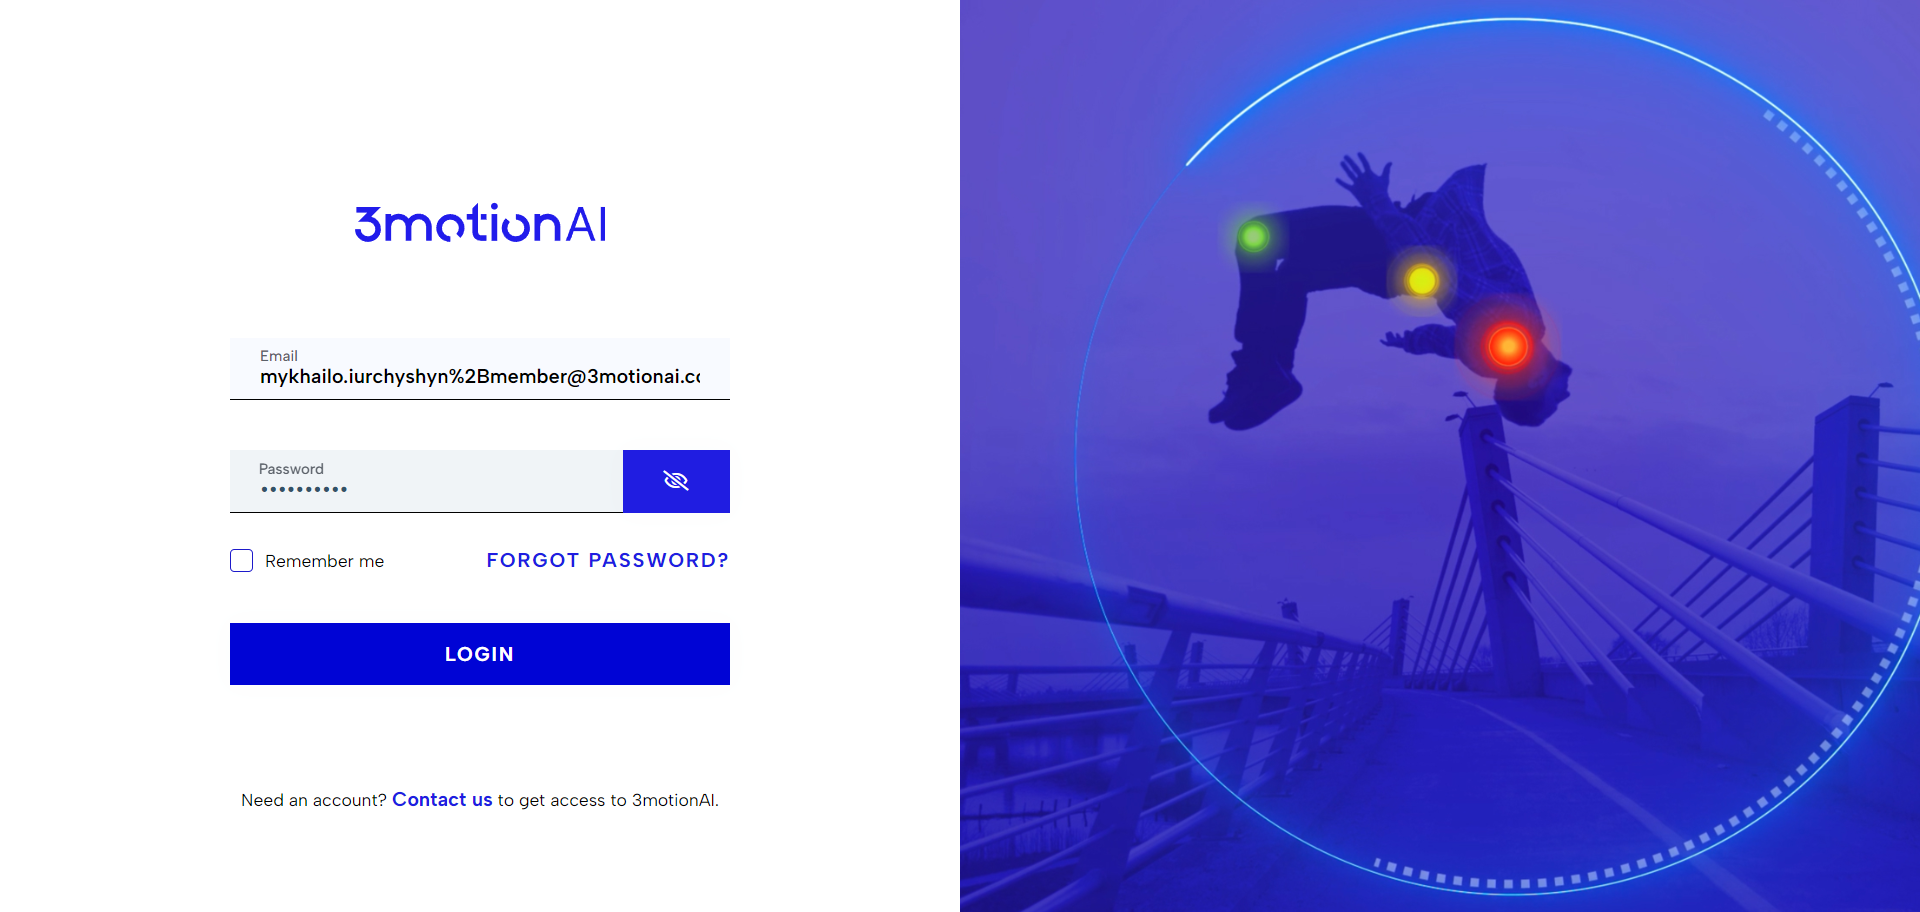 3motionAI
Email
mykhailo.iurchyshyn%2Bmember@3motionai.c
Password
••••••••••
Remember me
FORGOT PASSWORD?
LOGIN
Need an account? Contact us to get access to 3motionAI.